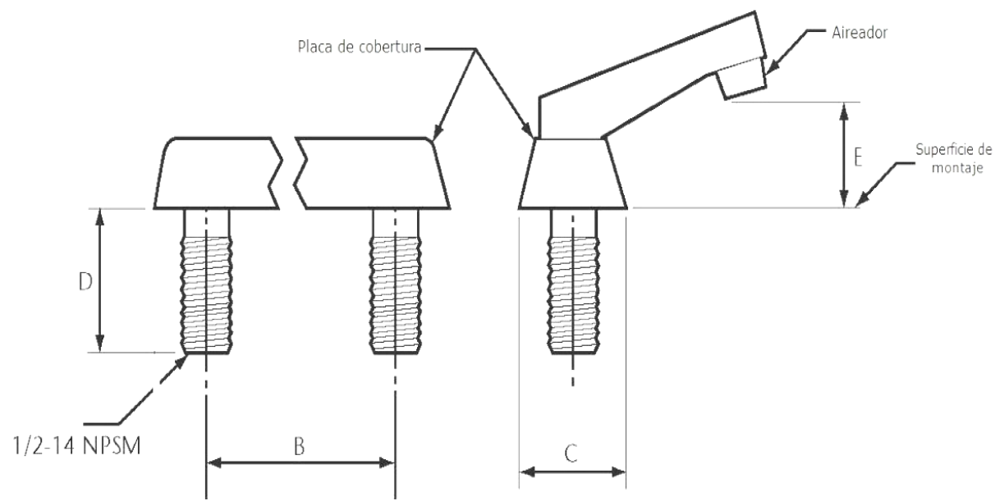 Aireador
Placa de cobertura
Superficie de
montaje
E
D
1/2-14 NPSM
B
C